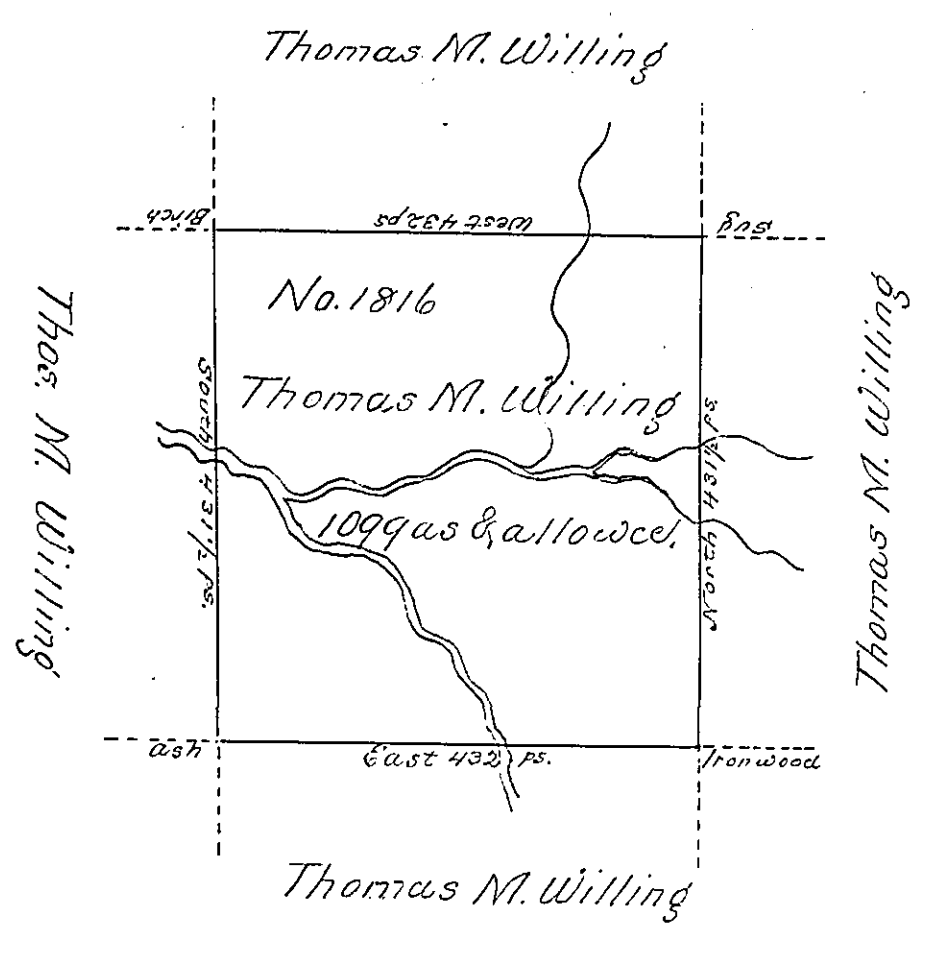 Thomas M. Willing
Birch
West 432 ps
Sug
No. 1816
Thomas M. Willing
1099 as & allowce.
South 431½ ps.
North 431½ ps.
Thos. M. Willing
Thomas M. Willing
ash
East 432 ps.
Ironwood
Thomas M. Willing